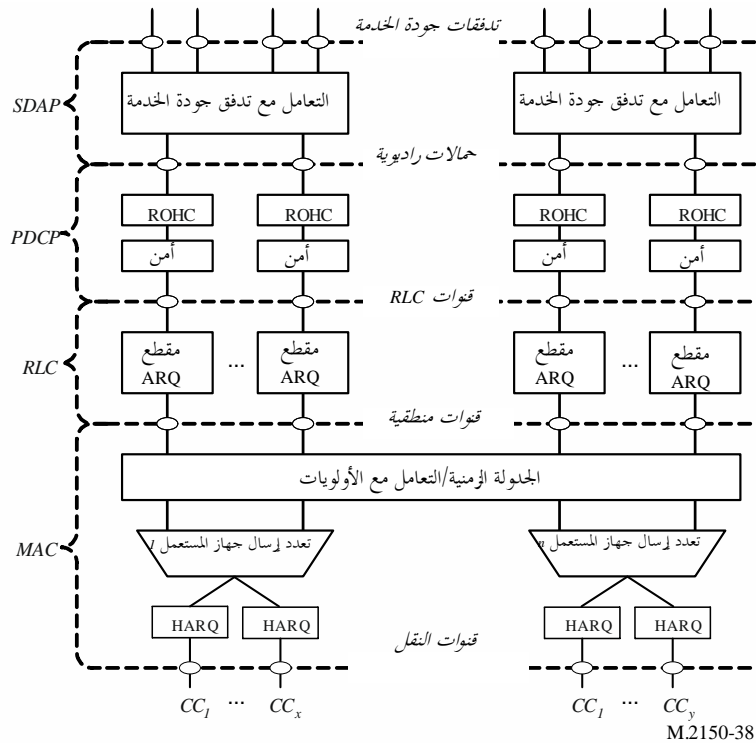 تدفقات جودة الخدمة
SDAP
التعامل مع تدفق جودة الخدمة
التعامل مع تدفق جودة الخدمة
حمالات راديوية
PDCP
ROHC
ROHC
ROHC
ROHC
أمن
أمن
أمن
أمن
قنوات RLC
RLC
مقطع
ARQ
...
مقطع
ARQ
مقطع
ARQ
...
مقطع
ARQ
قنوات منطقية
الجدولة الزمنية/التعامل مع الأولويات
MAC
تعدد إرسال جهاز المستعمل 1
تعدد إرسال جهاز المستعمل n
HARQ
HARQ
HARQ
HARQ
قنوات النقل
CC1 ... CCx
CC1 ... CCy
M.2150-38